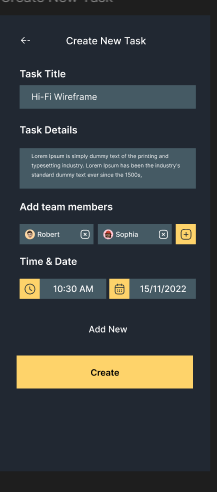 Create New Task
Create New Task
Task Title
Hi-Fi Wireframe
Task Details
Lorem Ipsum is simply dummy text of the printing and
typesetting industry. Lorem Ipsum has been the industry's
standard dummy text ever since the 1500s,
Add team members
Robert
Sophia
Time & Date
10:30 AM
15/11/2022
Add New
Create